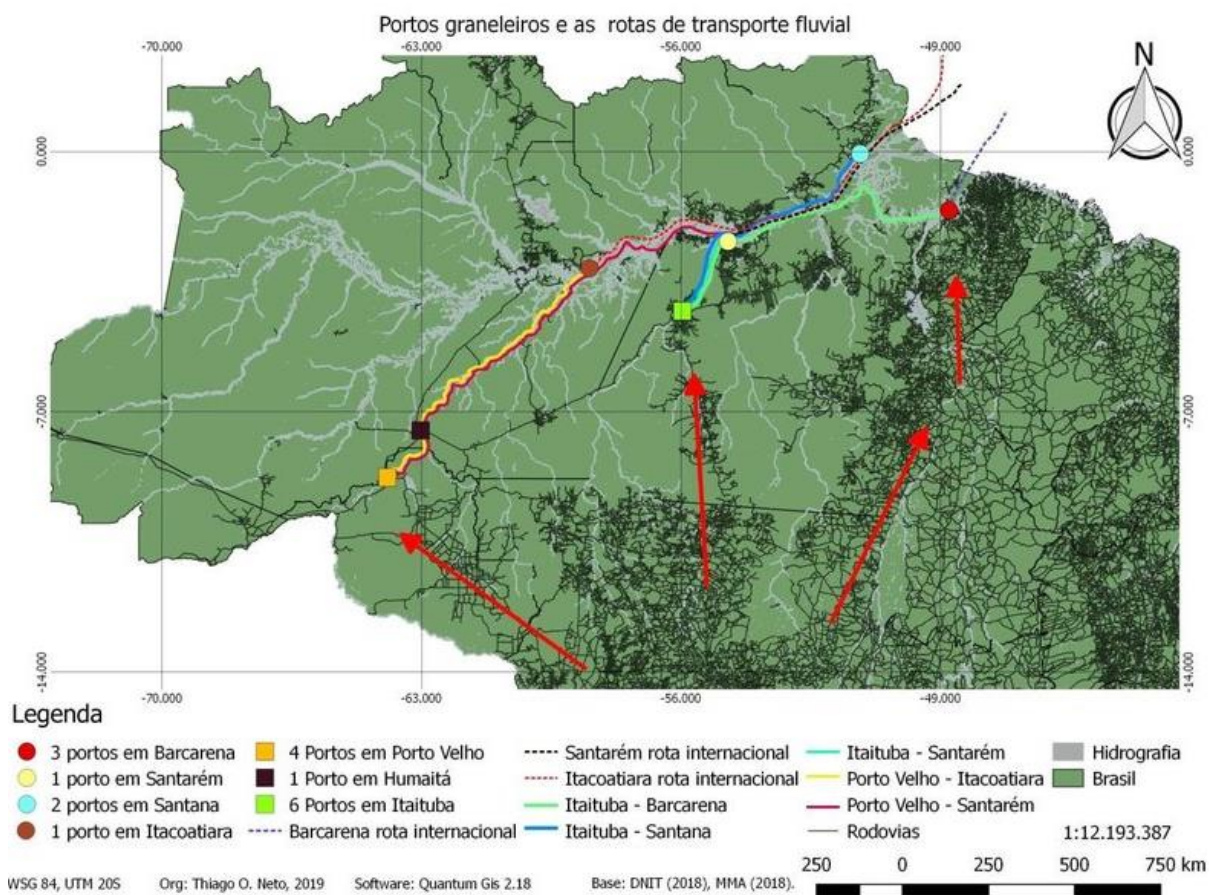 Portos graneleiros e as rotas de transporte fluvial
-70.000 -63.000 -56.000 -49.000
N
0.000 0.000
-7.000 -7.000
-14.000 -14.000
-70.000 -63.000 -56.000 -49.000
Legenda
3 portos em Barcarena
1 porto em Santarém
2 portos em Santana
1 porto em Itacoatiara
4 Portos em Porto Velho
1 Porto em Humaitá
6 Portos em Itaituba
Barcarena rota internacional
Santarém rota internacional
Itacoatiara rota internacional
Itaituba - Barcarena
Itaituba - Santana
Itaituba - Santarém
Porto Velho - Itacoatiara
Porto Velho - Santarém
Rodovias
Hidrografia
Brasil
1:12.193.387
250 0 250 500 750 km
WSG 84, UTM 20S Org: Thiago O. Neto, 2019 Software: Quantum Gis 2.18 Base: DNIT (2018), MMA (2018).